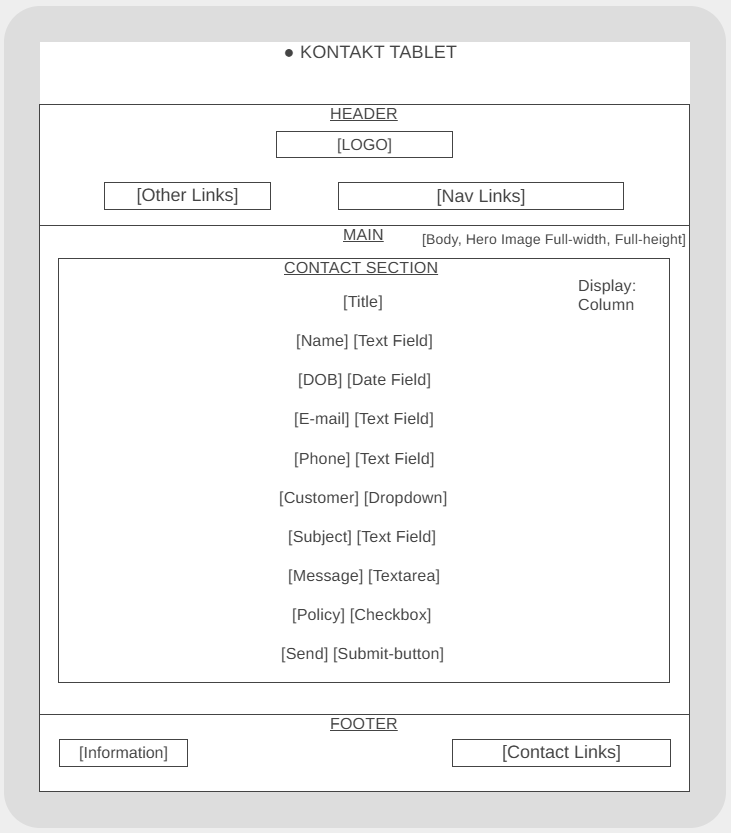 ● KONTAKT TABLET
HEADER
[LOGO]
[Other Links] [Nav Links]
MAIN [Body, Hero Image Full-width, Full-height]
CONTACT SECTION
Display:
Column
[Title]
[Name] [Text Field]
[DOB] [Date Field]
[E-mail] [Text Field]
[Phone] [Text Field]
[Customer] [Dropdown]
[Subject] [Text Field]
[Message] [Textarea]
[Policy] [Checkbox]
[Send] [Submit-button]
FOOTER
[Information] [Contact Links]